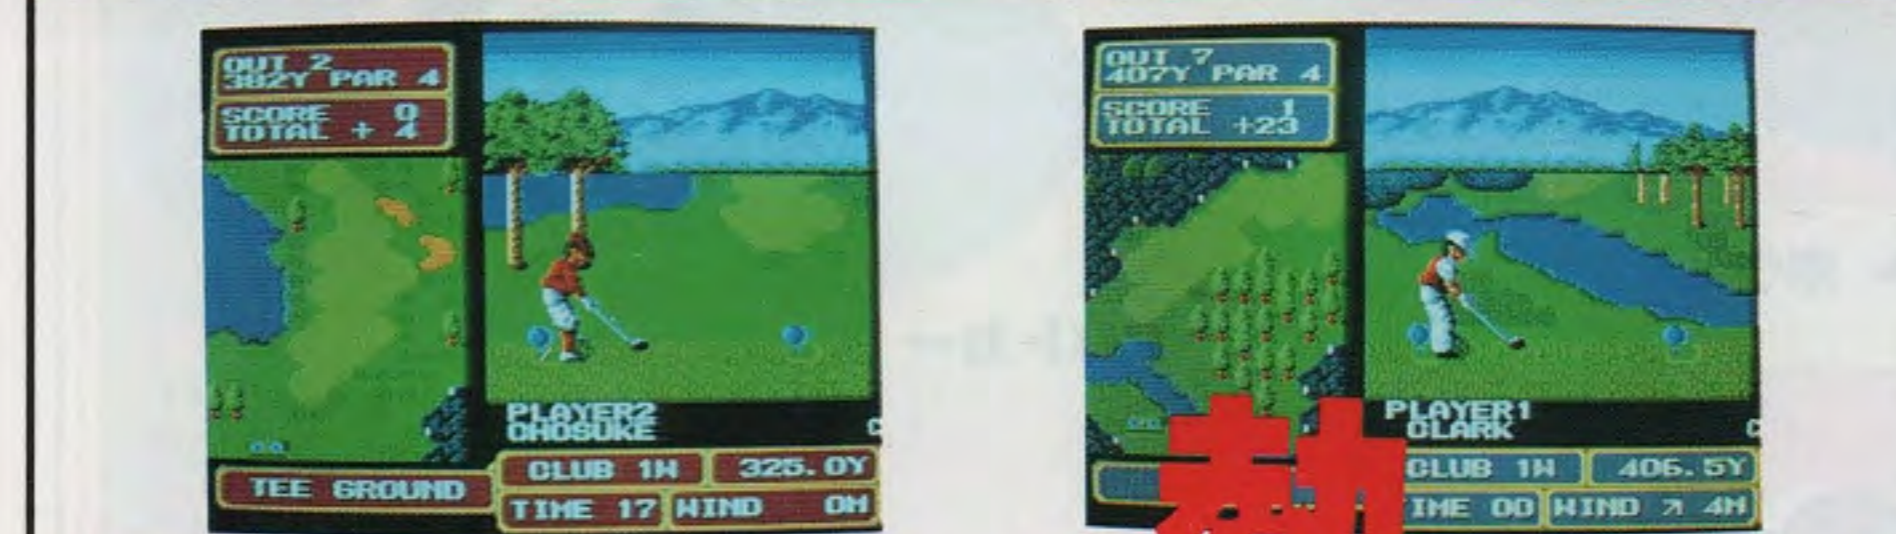 OUT 2
382Y PAR 4
SCORE 0
TOTAL + 4
PLAYER2
CHOSUKE
C
TEE GROUND
CLUB 1W
325.0Y
TIME 17
WIND 0M
OUT 7
407Y PAR 4
SCORE 1
TOTAL +23
PLAYER1
CLARK
C
CLUB 1W
406.5Y
IME 00
WIND ↗ 4M